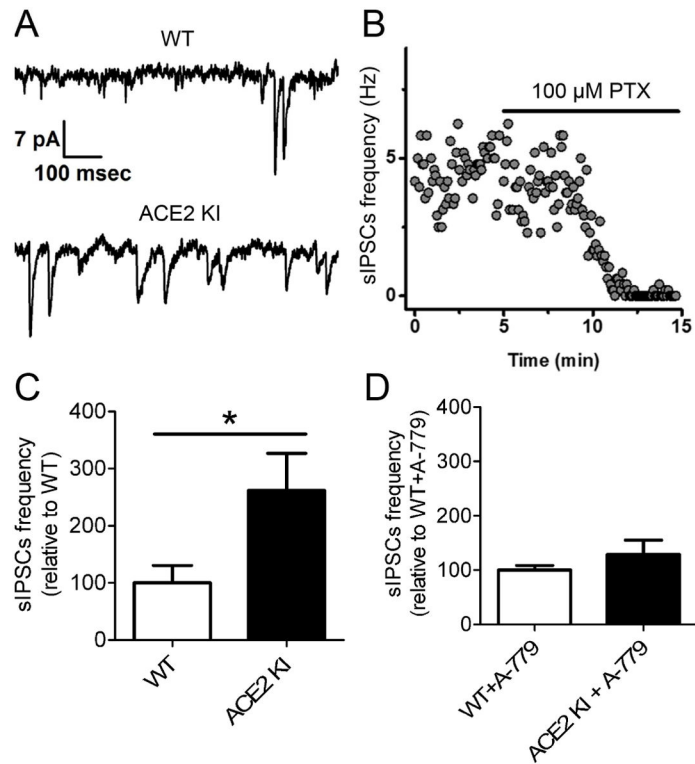 A
WT
7 pA
100 msec
ACE2 KI
B
sIPSCs frequency (Hz)
5
0
100 µM PTX
0 5 10 15
Time (min)
C
sIPSCs frequency
(relative to WT)
400
300
200
100
0
*
WT
ACE2 KI
D
sIPSCs frequency
(relative to WT+A-779)
400
300
200
100
0
WT+A-779
ACE2 KI + A-779